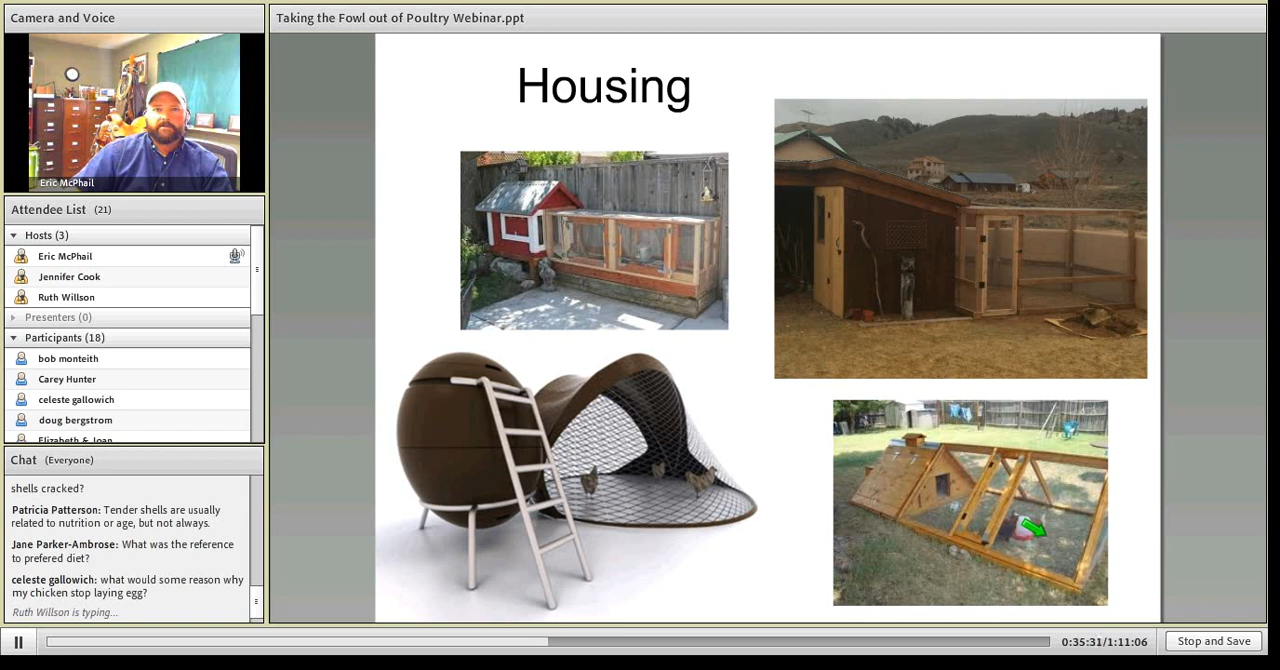 Camera and Voice
Eric McPhail
Attendee List (21)
Hosts (3)
Eric McPhail
Jennifer Cook
Ruth Willson
Presenters (0)
Participants (18)
bob monteith
Carey Hunter
celeste gallowich
doug bergstrom
Elizabeth & Joan
Chat (Everyone)
shells cracked?
Patricia Patterson: Tender shells are usually
related to nutrition or age, but not always.
Jane Parker-Ambrose: What was the reference
to prefered diet?
celeste gallowich: what would some reason why
my chicken stop laying egg?
Ruth Willson is typing...
Taking the Fowl out of Poultry Webinar.ppt
Housing
0:35:31/1:11:06
Stop and Save